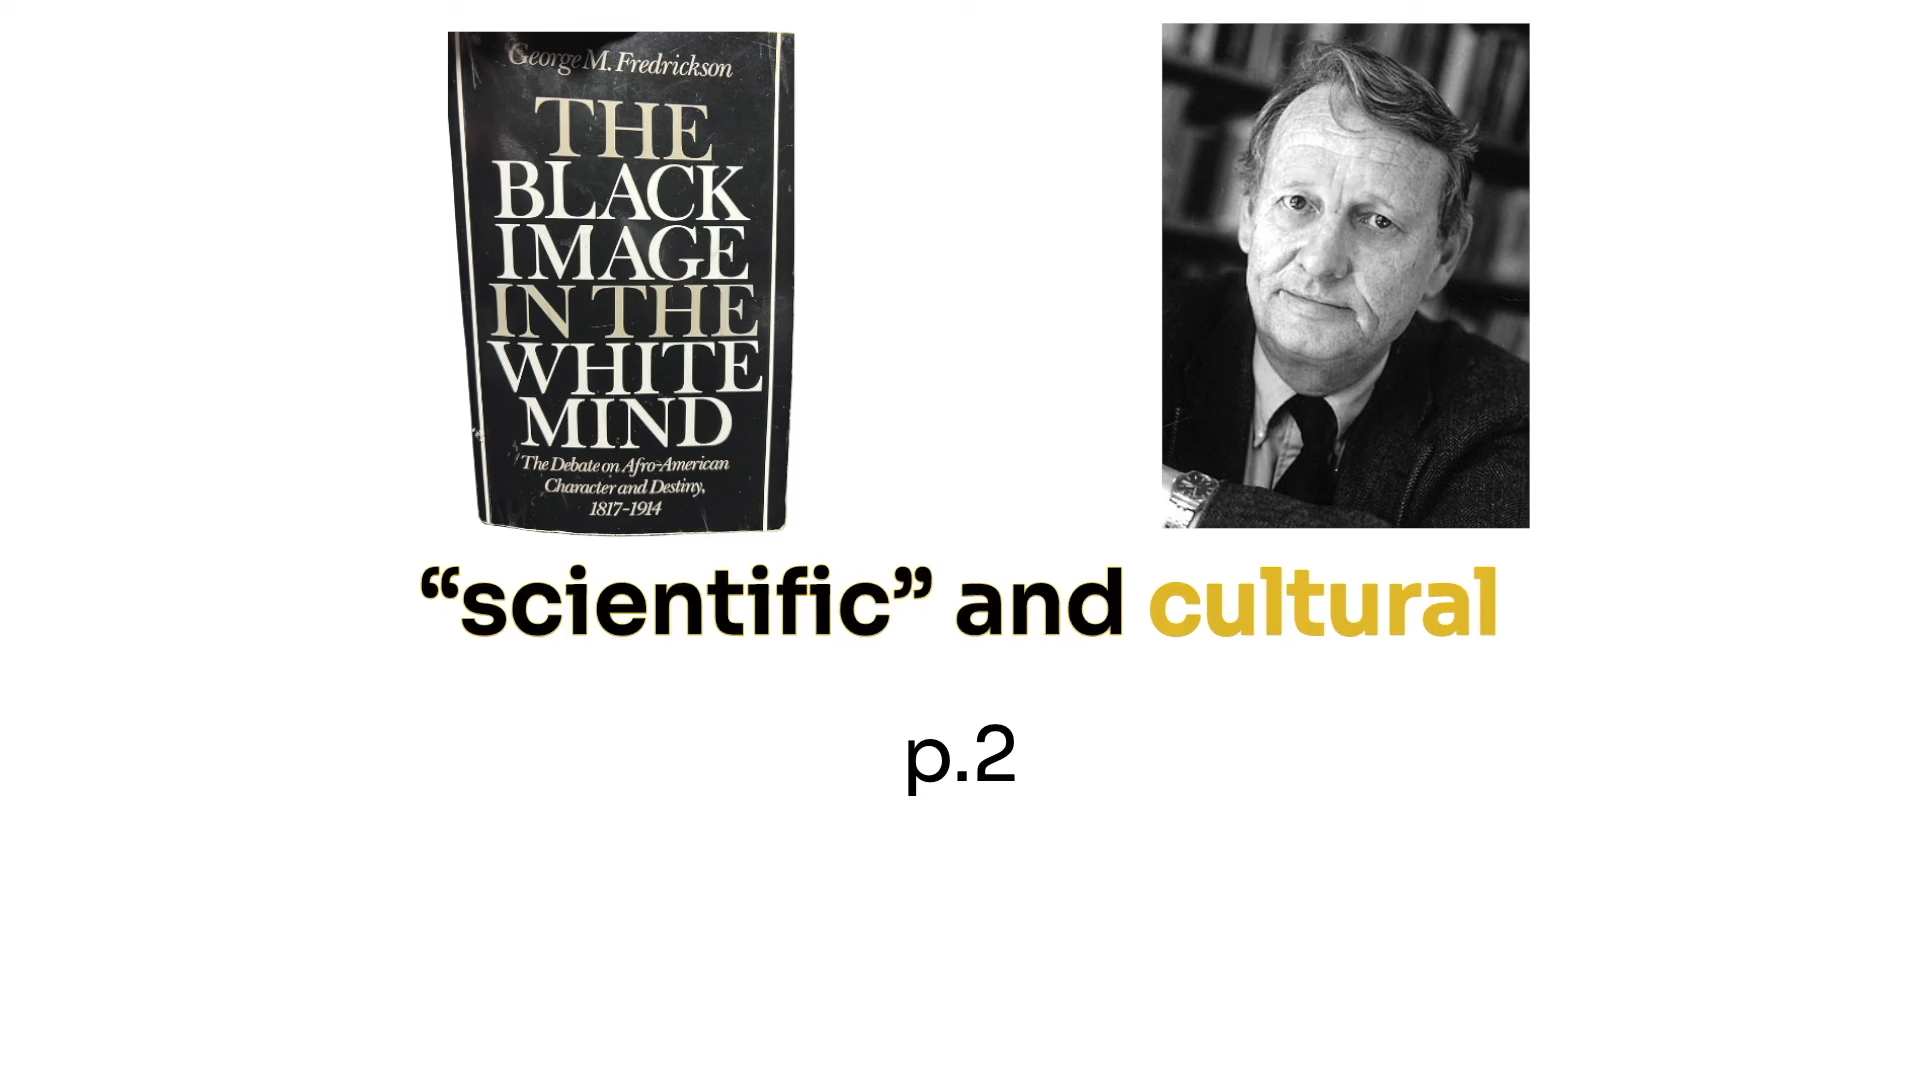 George M. Fredrickson
THE
BLACK
IMAGE
IN THE
WHITE
MIND
The Debate on Afro-American
Character and Destiny,
1817-1914
“scientific” and cultural
p.2